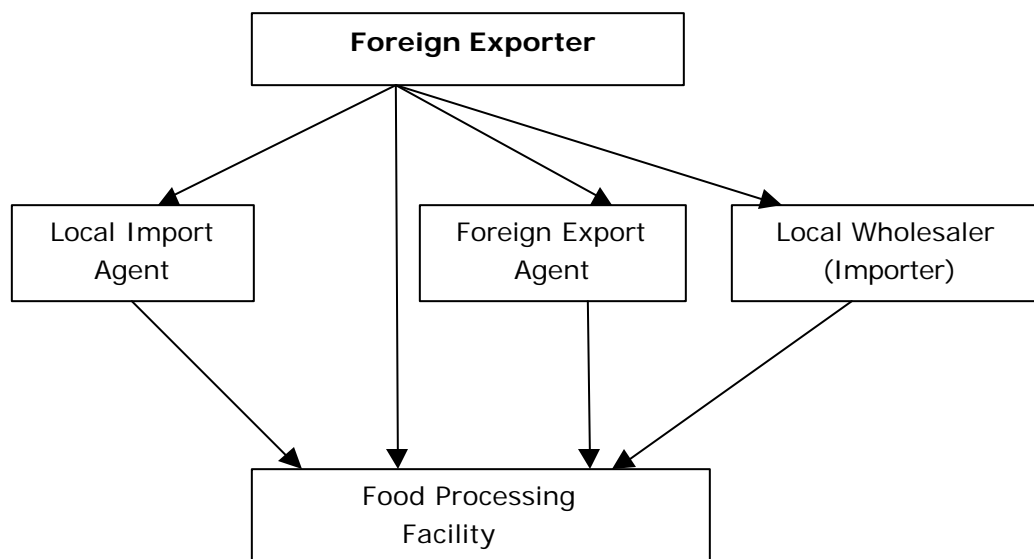 Foreign Exporter
Local Import
Agent
Foreign Export
Agent
Local Wholesaler
(Importer)
Food Processing
Facility